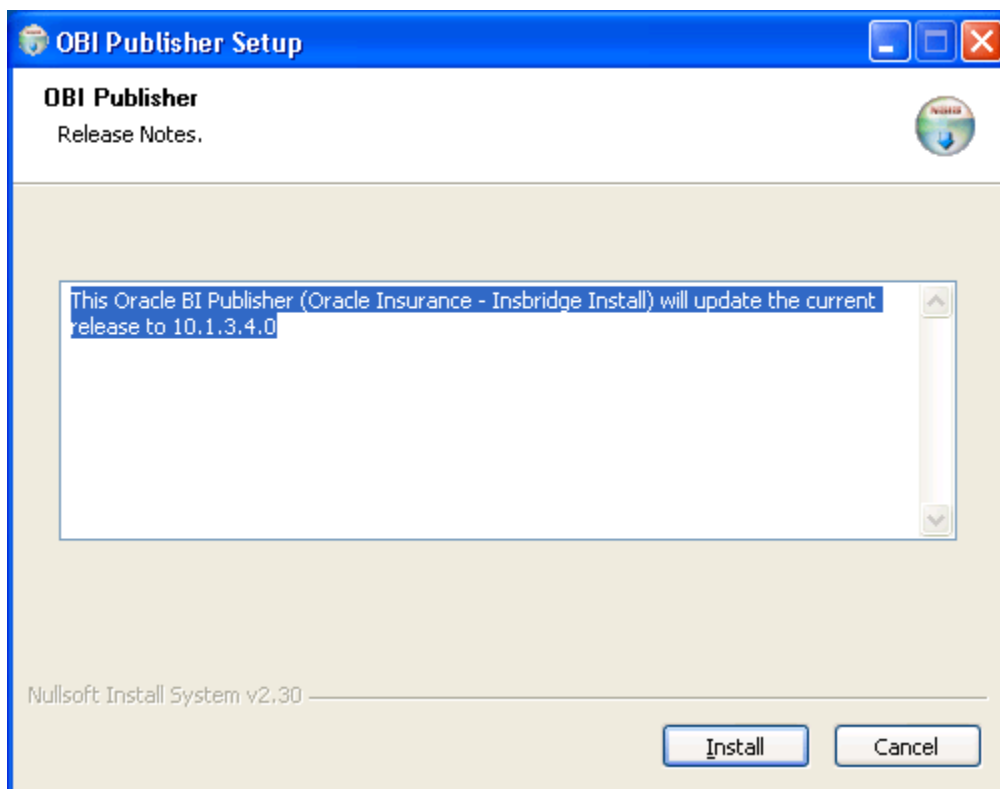 OBI Publisher Setup
OBI Publisher
Release Notes.
NSIS
This Oracle BI Publisher (Oracle Insurance - Insbridge Install) will update the current
release to 10.1.3.4.0
Nullsoft Install System v2.30
Install
Cancel